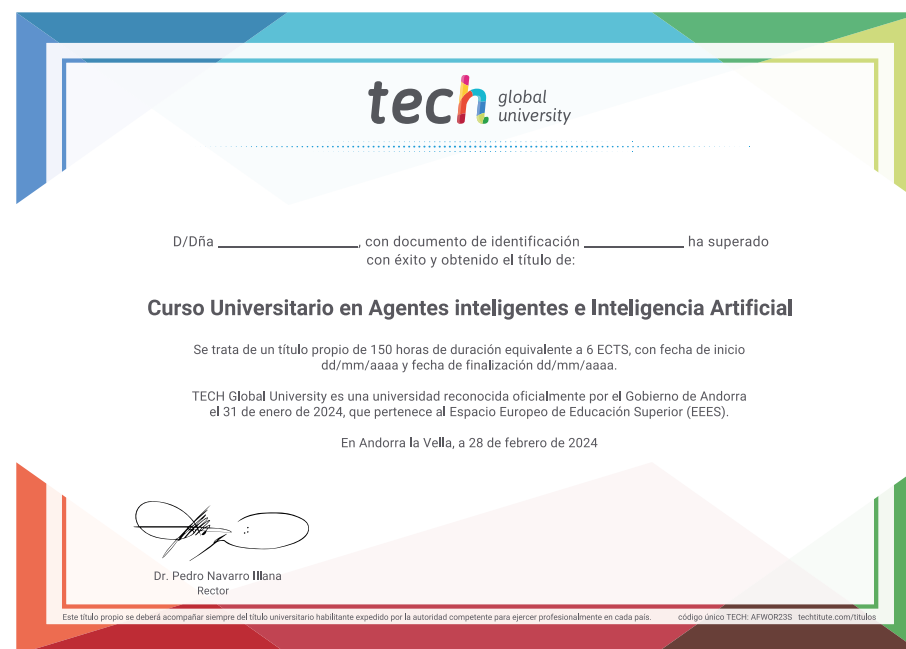 tech global university
D/Dña ____________________, con documento de identificación ______________ ha superado
con éxito y obtenido el título de:
Curso Universitario en Agentes inteligentes e Inteligencia Artificial
Se trata de un título propio de 150 horas de duración equivalente a 6 ECTS, con fecha de inicio
dd/mm/aaaa y fecha de finalización dd/mm/aaaa.
TECH Global University es una universidad reconocida oficialmente por el Gobierno de Andorra
el 31 de enero de 2024, que pertenece al Espacio Europeo de Educación Superior (EEES).
En Andorra la Vella, a 28 de febrero de 2024
Dr. Pedro Navarro Illana
Rector
Este título propio se deberá acompañar siempre del título universitario habilitante expedido por la autoridad competente para ejercer profesionalmente en cada país. código único TECH: AFWOR23S techtitute.com/titulos